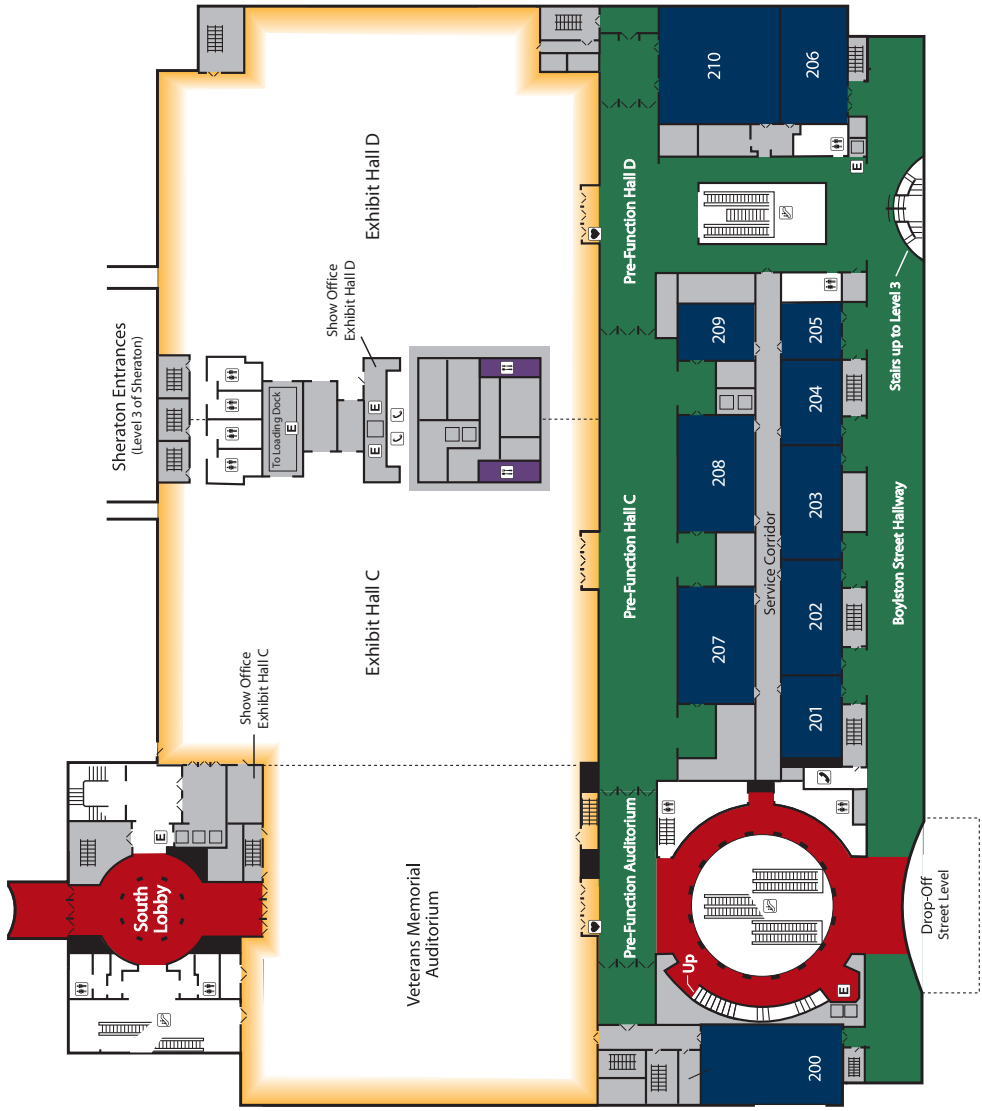 210
206
Exhibit Hall D
Pre-Function Hall D
E
Show Office
Exhibit Hall D
Sheraton Entrances
(Level 3 of Sheraton)
209
205
Stairs up to Level 3
204
To Loading Dock
E
E
E
208
203
Pre-Function Hall C
Service Corridor
Boylston Street Hallway
Exhibit Hall C
202
207
Show Office
Exhibit Hall C
201
E
Pre-Function Auditorium
South
Lobby
Veterans Memorial
Auditorium
Drop-Off
Street Level
Up
E
200